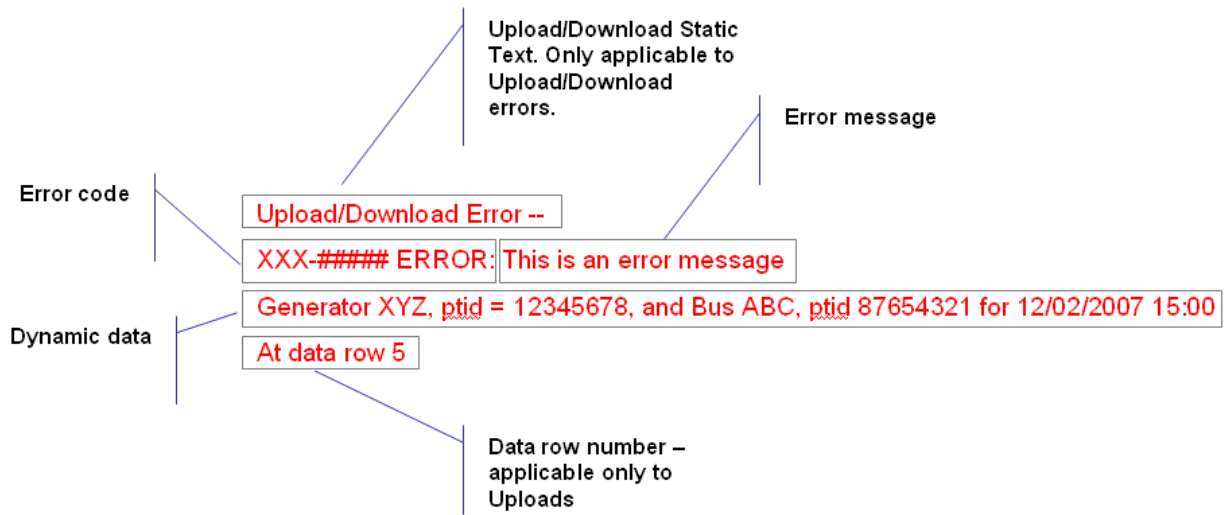 Upload/Download Static
Text. Only applicable to
Upload/Download
errors.
Error message
Error code
Upload/Download Error --
XXX-##### ERROR: This is an error message
Generator XYZ, ptid = 12345678, and Bus ABC, ptid 87654321 for 12/02/2007 15:00
Dynamic data
At data row 5
Data row number –
applicable only to
Uploads